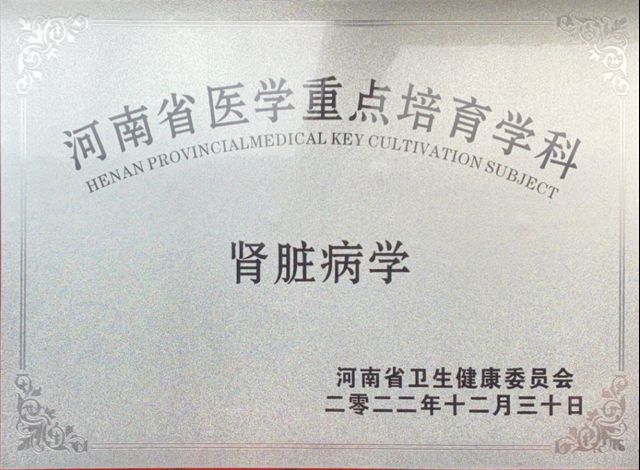 河南省医学重点培育学科
HENAN PROVINCIALMEDICAL KEY CULTIVATION SUBJECT
肾脏病学
河南省卫生健康委员会
二零二二年十二月三十日